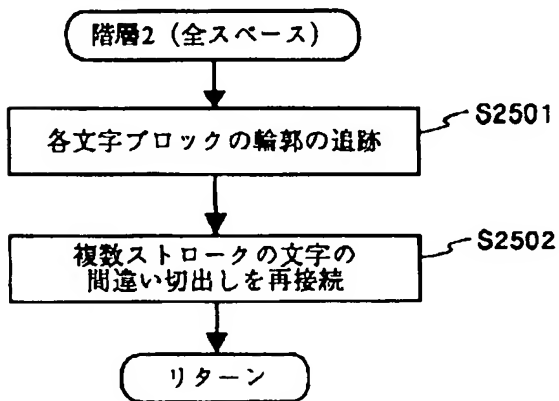 階層2（全スペース）
各文字ブロックの輪郭の追跡
S2501
複数ストロークの文字の
間違い切出しを再接続
S2502
リターン